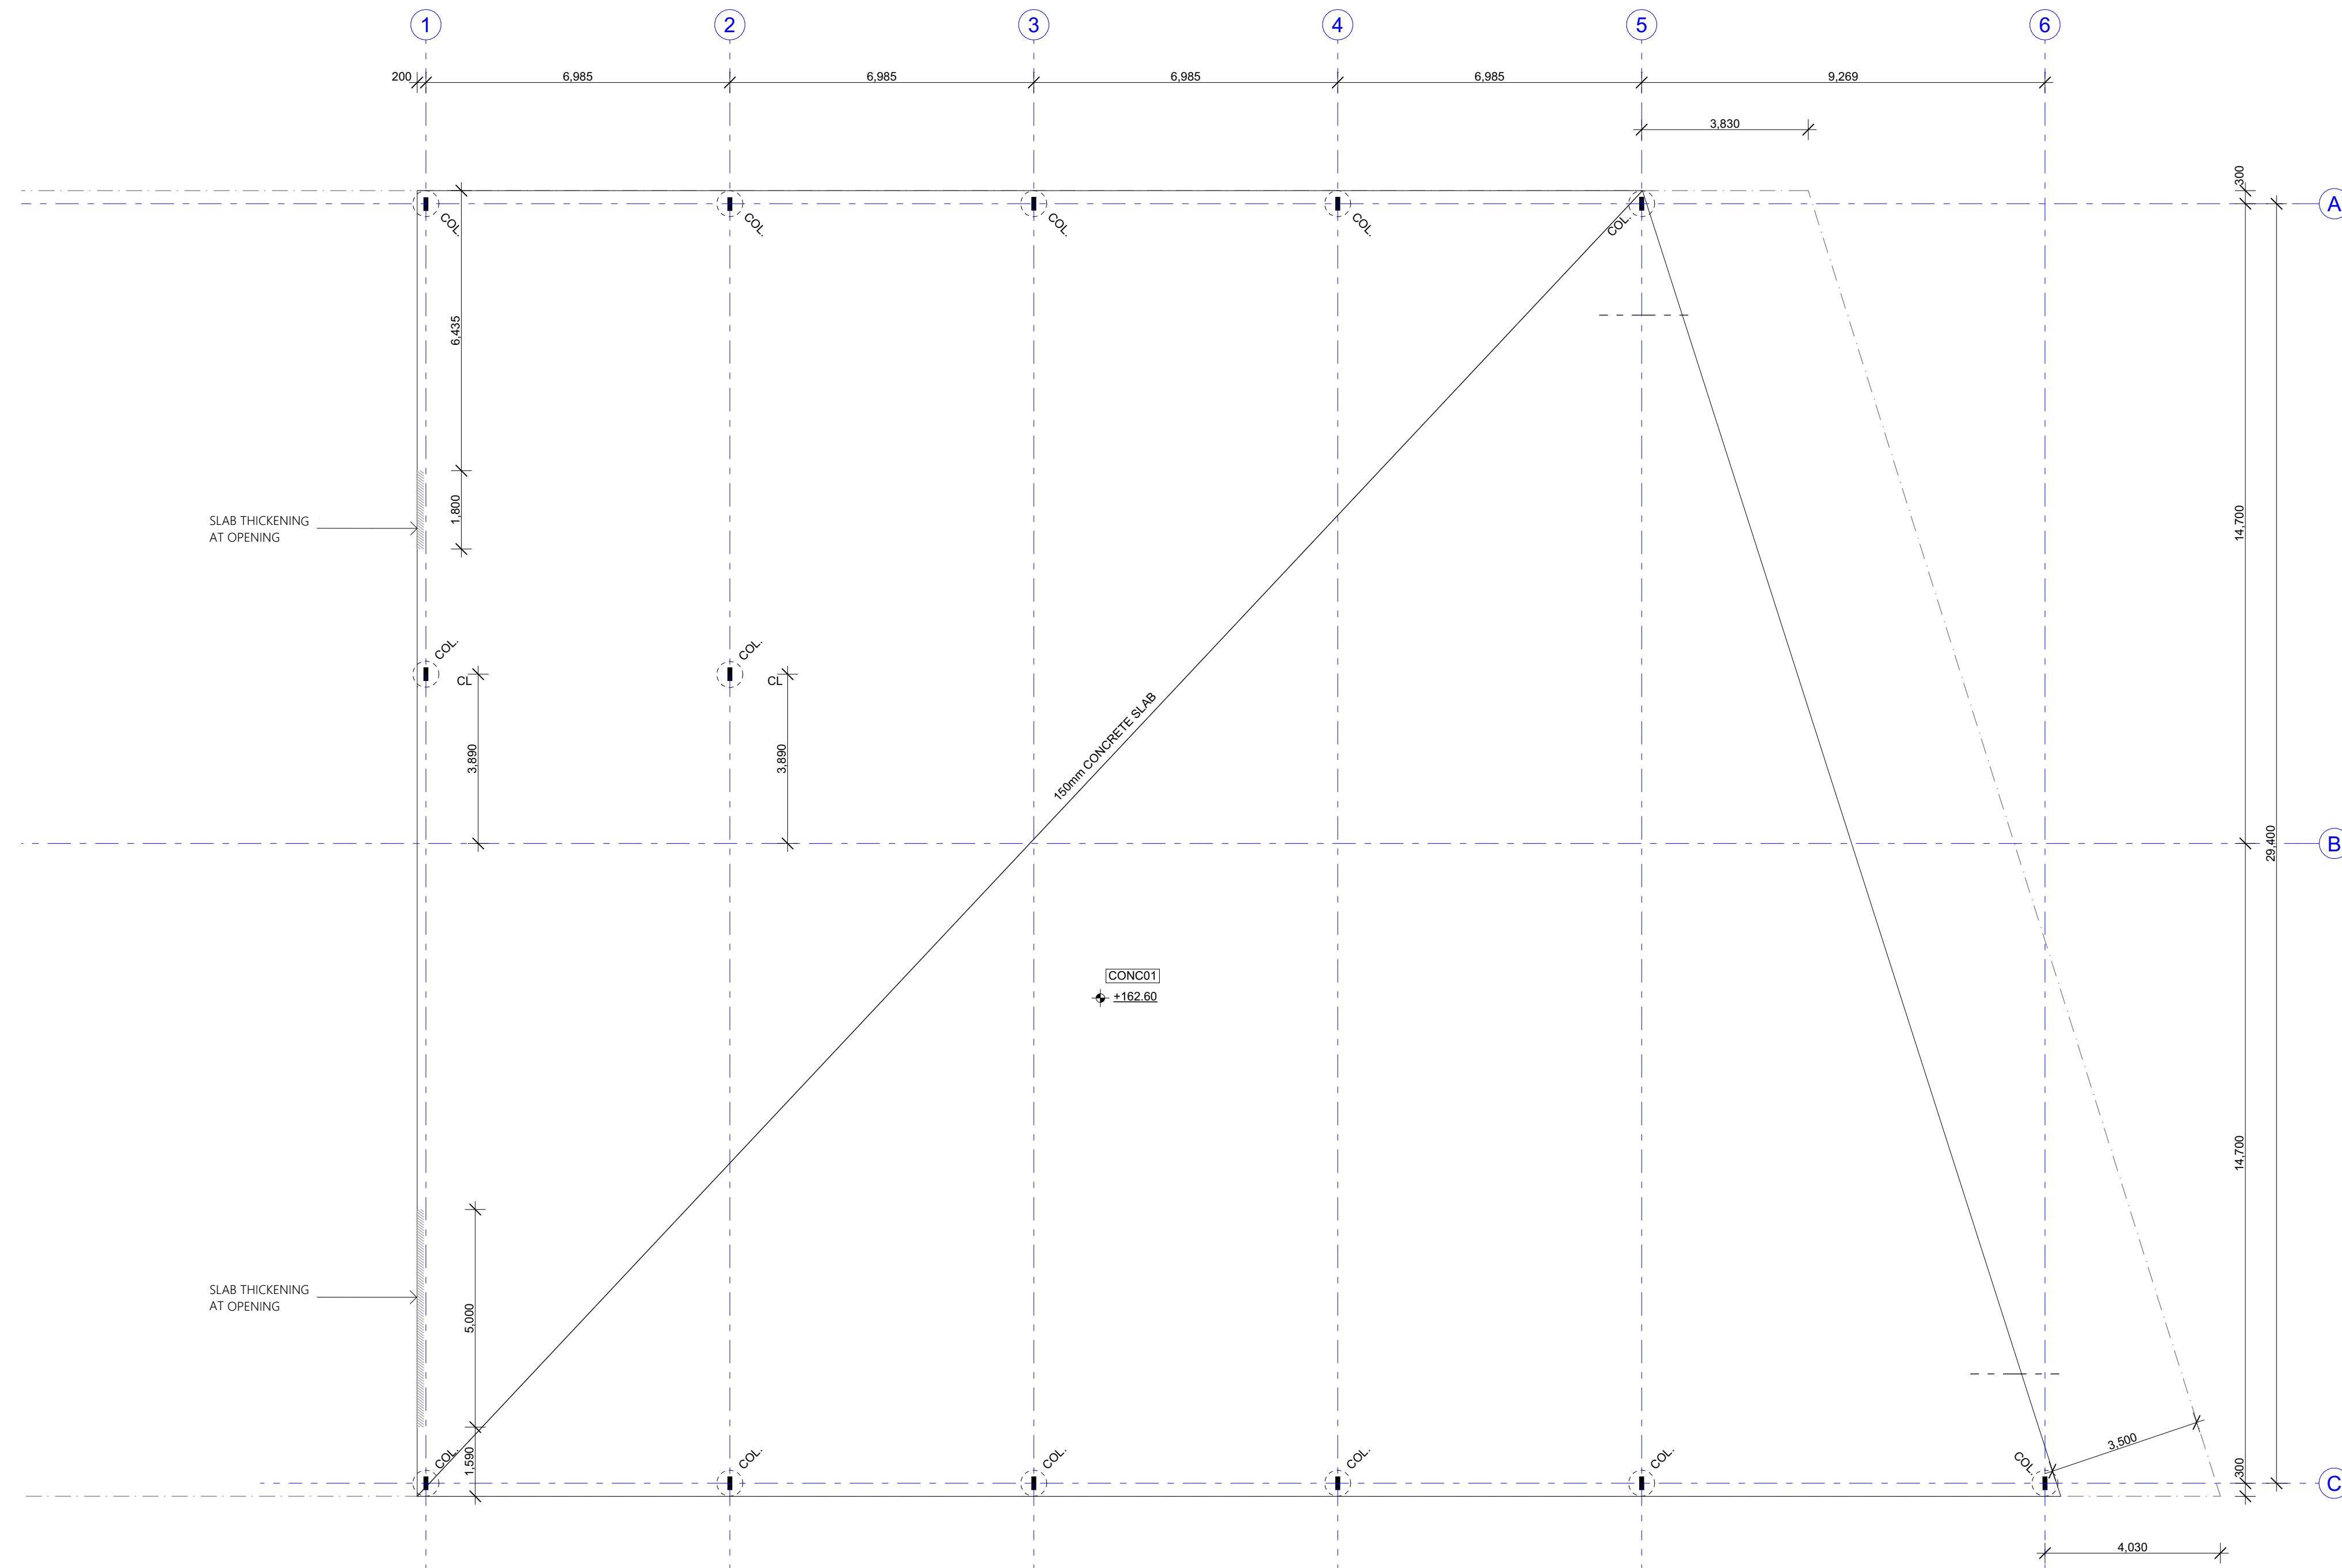 1
2
3
4
5
6
200
6,985
6,985
6,985
6,985
9,269
3,830
300
A
COL.
COL.
COL.
COL.
COL.
6,435
1,800
SLAB THICKENING
AT OPENING
14,700
COL.
COL.
CL
CL
3,890
3,890
150mm CONCRETE SLAB
B
29,400
CONC01
+162.60
14,700
SLAB THICKENING
AT OPENING
5,000
1,590
COL.
COL.
COL.
COL.
COL.
COL.
3,500
300
C
4,030